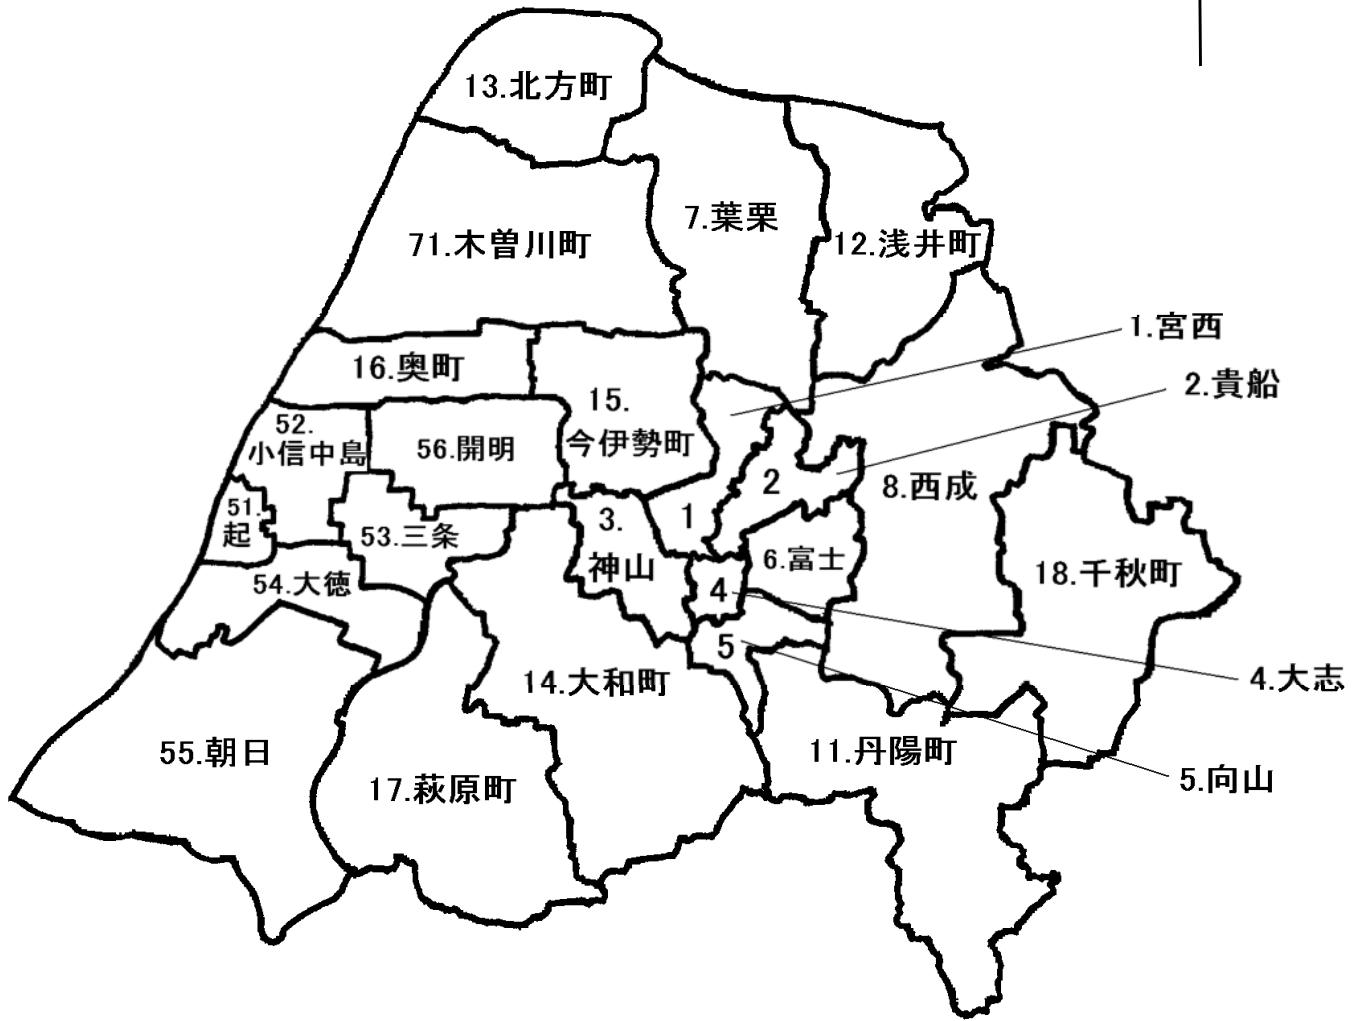 13.北方町
7.葉栗
71.木曽川町
12.浅井町
1.宮西
16.奥町
2.貴船
15.
今伊勢町
52.
小信中島
56.開明
2
8.西成
51.
起
1
3.
神山
53.三条
6.富士
18.千秋町
54.大徳
4
5
14.大和町
4.大志
55.朝日
11.丹陽町
17.萩原町
5.向山